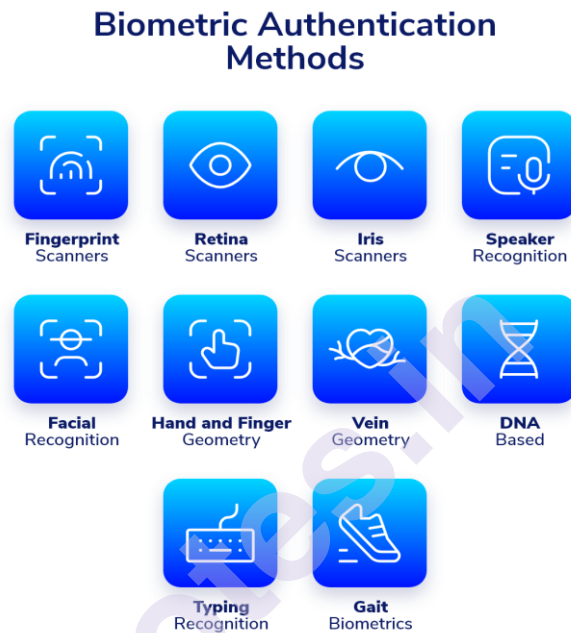 Biometric Authentication
Methods
Fingerprint
Scanners
Retina
Scanners
Iris
Scanners
Speaker
Recognition
Facial
Recognition
Hand and Finger
Geometry
Vein
Geometry
DNA
Based
Typing
Recognition
Gait
Biometrics